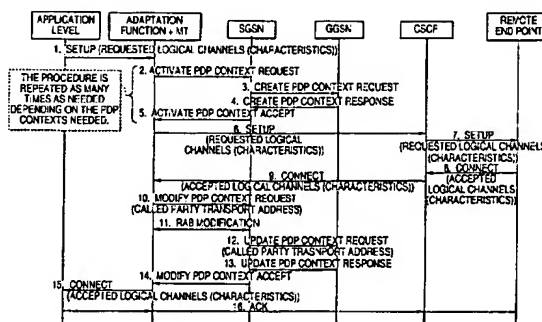 APPLICATION
LEVEL
ADAPTATION
FUNCTION + MT
SGSN
GGSN
CSCF
REMOTE
END POINT
1. SETUP (REQUESTED LOGICAL CHANNELS (CHARACTERISTICS))
THE PROCEDURE IS
REPEATED AS MANY
TIMES AS NEEDED
DEPENDING ON THE PDP
CONTEXTS NEEDED.
2. ACTIVATE PDP CONTEXT REQUEST
3. CREATE PDP CONTEXT REQUEST
4. CREATE PDP CONTEXT RESPONSE
5. ACTIVATE PDP CONTEXT ACCEPT
6. SETUP
(REQUESTED LOGICAL
CHANNELS (CHARACTERISTICS))
7. SETUP
(REQUESTED LOGICAL CHANNELS
(CHARACTERISTICS))
8. CONNECT
(ACCEPTED
LOGICAL CHANNELS
(CHARACTERISTICS))
9. CONNECT
(ACCEPTED LOGICAL CHANNELS (CHARACTERISTICS))
10. MODIFY PDP CONTEXT
REQUEST
(CALLED PARTY TRANSPORT ADDRESS)
11. RAB MODIFICATION
12. UPDATE PDP CONTEXT REQUEST
(CALLED PARTY TRASNPORT ADDRESS)
13. UPDATE PDP CONTEXT RESPONSE
14. MODIFY PDP CONTEXT ACCEPT
15. CONNECT
(ACCEPTED LOGICAL CHANNELS (CHARACTERISTICS))
16. ACK